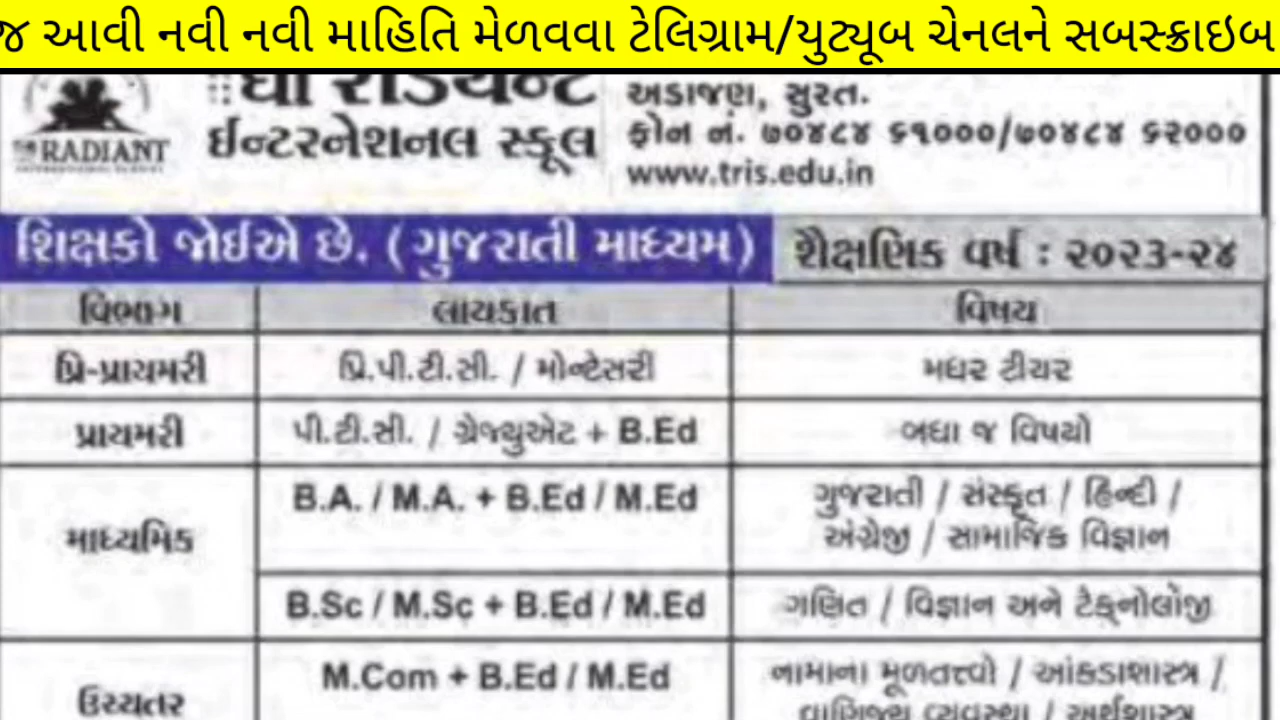 જ આવી નવી નવી માહિતિ મેળવવા ટેલિગ્રામ/યુટ્યૂબ ચેનલને સબસ્ક્રાઇબ
ધી રેડિયન્ટ
ઈન્ટરનેશનલ સ્કૂલ
RADIANT
અડાજણ, સુરત.
ફોન નં. ૭૦૪૮૪ ૬૧૦૦૦/૭૦૪૮૪ ૬૨૦૦૦
www.tris.edu.in
શિક્ષકો જોઈએ છે. (ગુજરાતી માધ્યમ) શૈક્ષણિક વર્ષ : ૨૦૨૩-૨૪
વિભાગ લાયકાત વિષય
પ્રિ-પ્રાયમરી પ્રિ.પી.ટી.સી. / મોન્ટેસરી મધર ટીચર
પ્રાયમરી પી.ટી.સી. / ગ્રેજ્યુએટ + B.Ed બધા જ વિષયો
માધ્યમિક B.A. / M.A. + B.Ed / M.Ed ગુજરાતી / સંસ્કૃત / હિન્દી /
અંગ્રેજી / સામાજિક વિજ્ઞાન
B.Sc / M.Sc + B.Ed / M.Ed ગણિત / વિજ્ઞાન અને ટેક્નોલોજી
ઉચ્ચતર M.Com + B.Ed / M.Ed નામાના મૂળતત્ત્વો / આંકડાશાસ્ત્ર /
વાણિજ્ય વ્યવસ્થા / અર્થશાસ્ત્ર